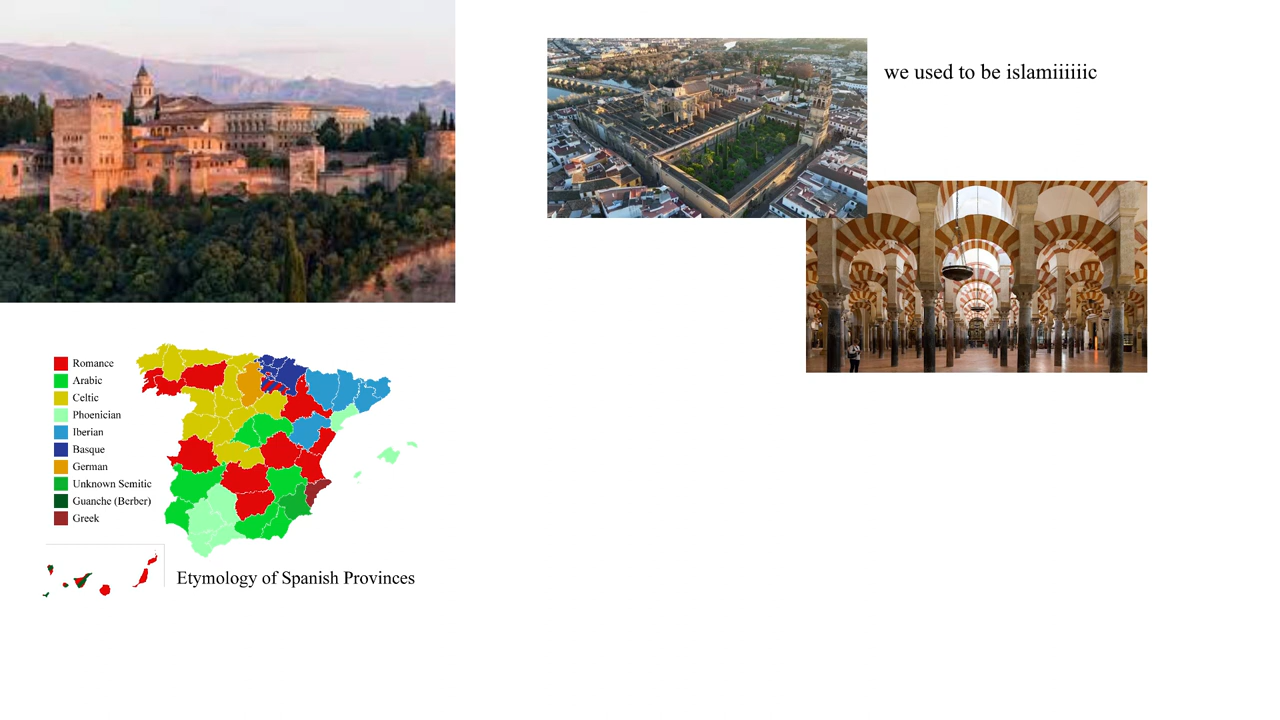 we used to be islamiiiiiic
Romance
Arabic
Celtic
Phoenician
Iberian
Basque
German
Unknown Semitic
Guanche (Berber)
Greek
Etymology of Spanish Provinces